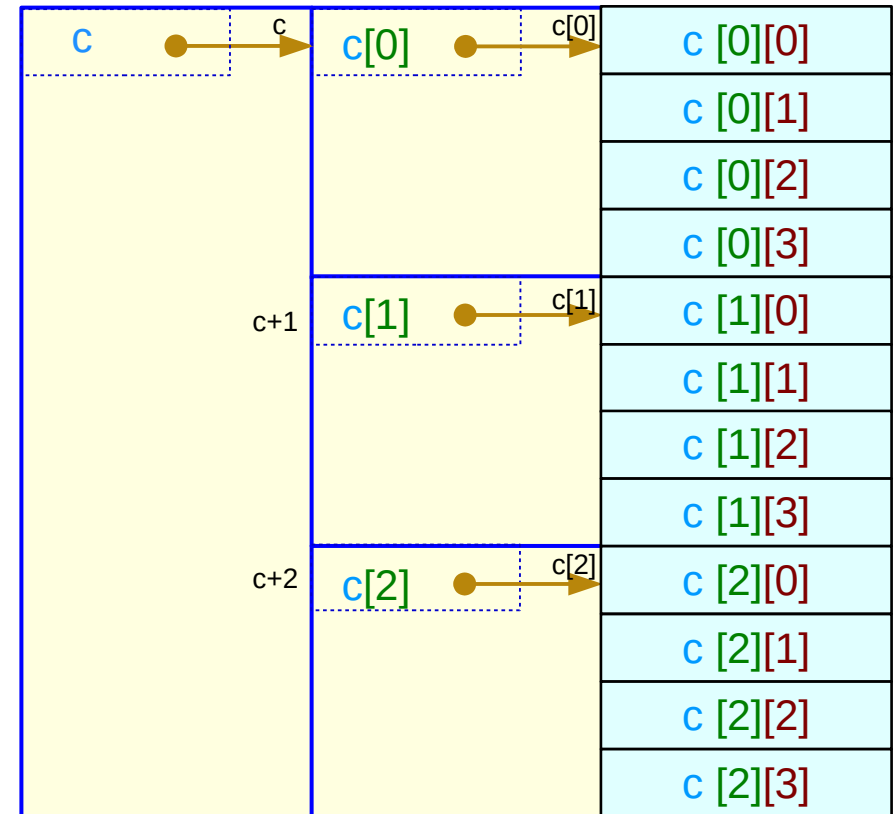 c c c[0] c[0] c [0][0]
c [0][1]
c [0][2]
c [0][3]
c+1 c[1] c[1] c [1][0]
c [1][1]
c [1][2]
c [1][3]
c+2 c[2] c[2] c [2][0]
c [2][1]
c [2][2]
c [2][3]